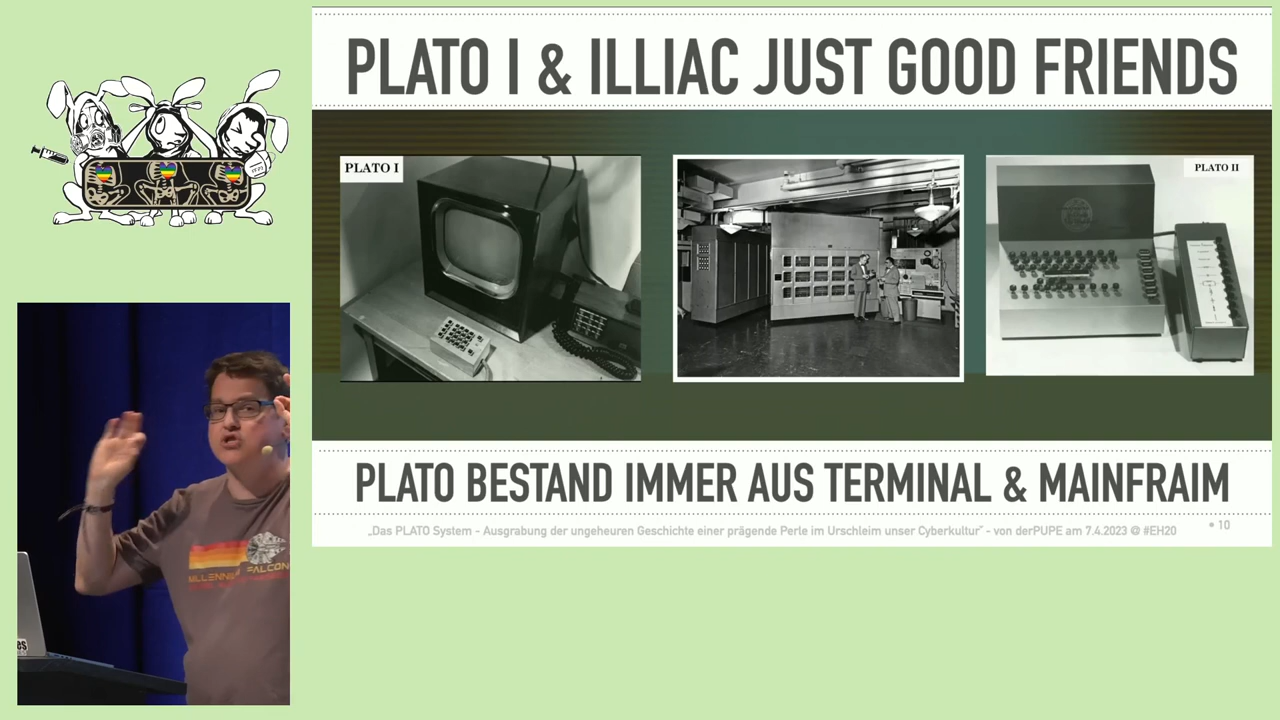 PLATO I & ILLIAC JUST GOOD FRIENDS
PLATO I
PLATO II
PLATO BESTAND IMMER AUS TERMINAL & MAINFRAIM
„Das PLATO System - Ausgrabung der ungeheuren Geschichte einer prägende Perle im Urschleim unser Cyberkultur" - von derPUPE am 7.4.2023 @ #EH20
• 10
FALCON